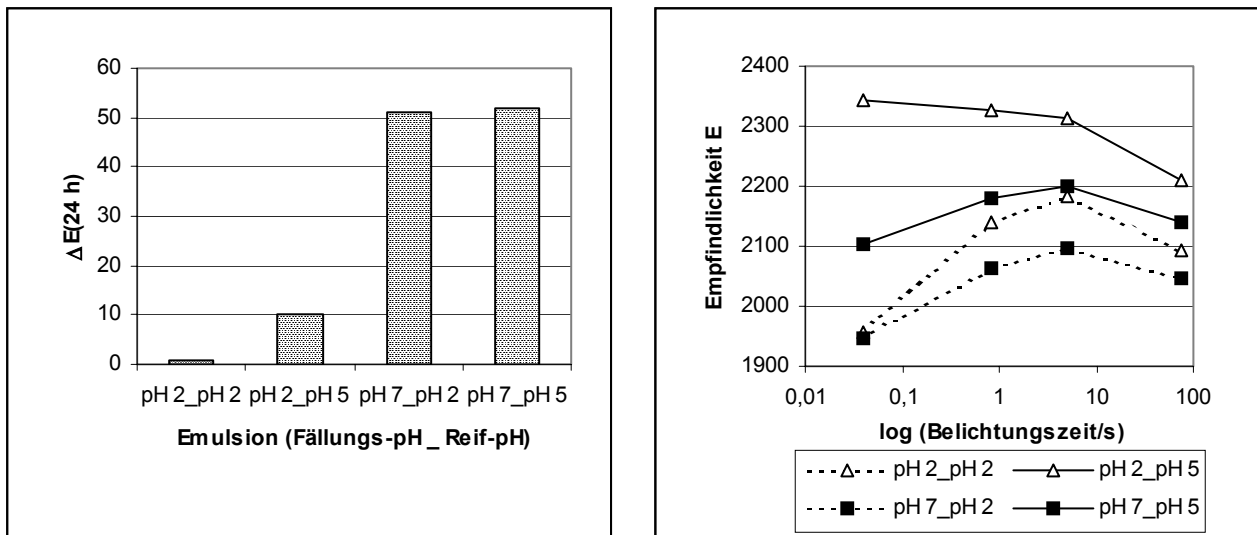 60
50
40
30
20
10
0
ΔE(24 h)
pH 2_pH 2 pH 2_pH 5 pH 7_pH 2 pH 7_pH 5
Emulsion (Fällungs-pH _ Reif-pH)
2400
2300
2200
2100
2000
1900
Empfindlichkeit E
0,01 0,1 1 10 100
log (Belichtungszeit/s)
pH 2_pH 2 pH 2_pH 5
pH 7_pH 2 pH 7_pH 5